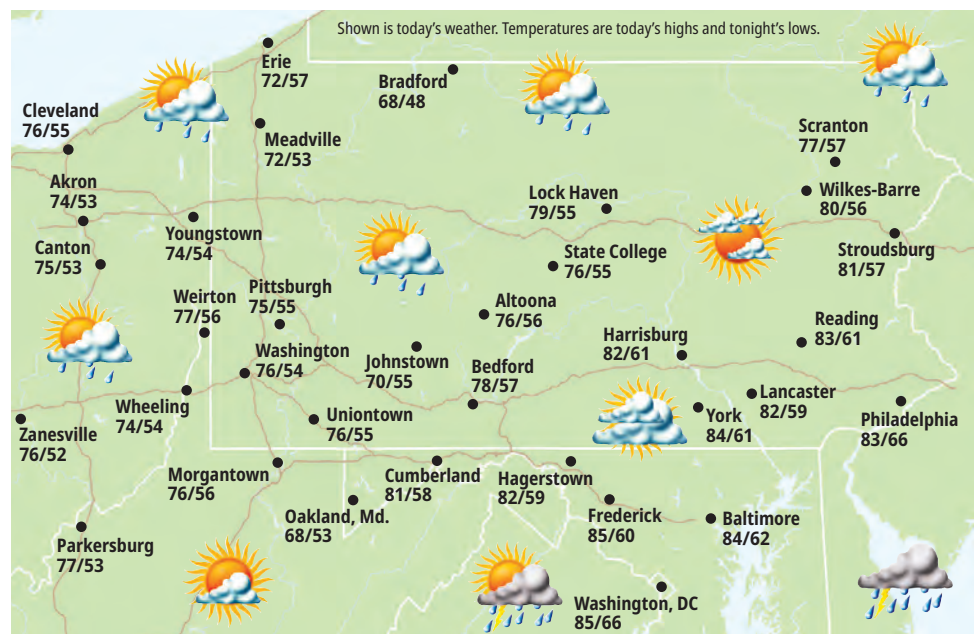 Shown is today's weather. Temperatures are today's highs and tonight's lows.
Erie
72/57
Bradford
68/48
Cleveland
76/55
Meadville
72/53
Scranton
77/57
Akron
74/53
Lock Haven
79/55
Wilkes-Barre
80/56
Youngstown
74/54
Canton
75/53
State College
76/55
Stroudsburg
81/57
Weirton
77/56
Pittsburgh
75/55
Altoona
76/56
Reading
83/61
Harrisburg
82/61
Washington
76/54
Johnstown
70/55
Bedford
78/57
Lancaster
82/59
Wheeling
74/54
Uniontown
76/55
York
84/61
Philadelphia
83/66
Zanesville
76/52
Morgantown
76/56
Cumberland
81/58
Hagerstown
82/59
Oakland, Md.
68/53
Frederick
85/60
Baltimore
84/62
Parkersburg
77/53
Washington, DC
85/66